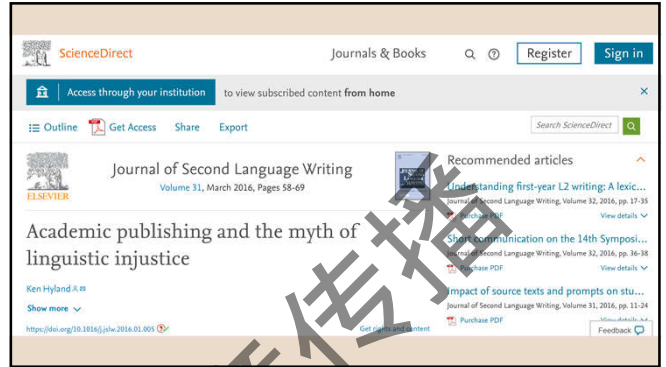 ScienceDirect
Journals & Books
Register
Sign in
Access through your institution
to view subscribed content from home
Outline
Get Access
Share
Export
Search ScienceDirect
ELSEVIER
Journal of Second Language Writing
Volume 31, March 2016, Pages 58-69
Academic publishing and the myth of
linguistic injustice
Ken Hyland
Show more
https://doi.org/10.1016/j.jslw.2016.01.005
Get rights and content
Recommended articles
Understanding first-year L2 writing: A lexic...
Journal of Second Language Writing, Volume 32, 2016, pp. 17-35
Purchase PDF
View details
Short communication on the 14th Symposi...
Journal of Second Language Writing, Volume 32, 2016, pp. 36-38
Purchase PDF
View details
Impact of source texts and prompts on stu...
Journal of Second Language Writing, Volume 31, 2016, pp. 11-24
Purchase PDF
View details
Feedback
传播